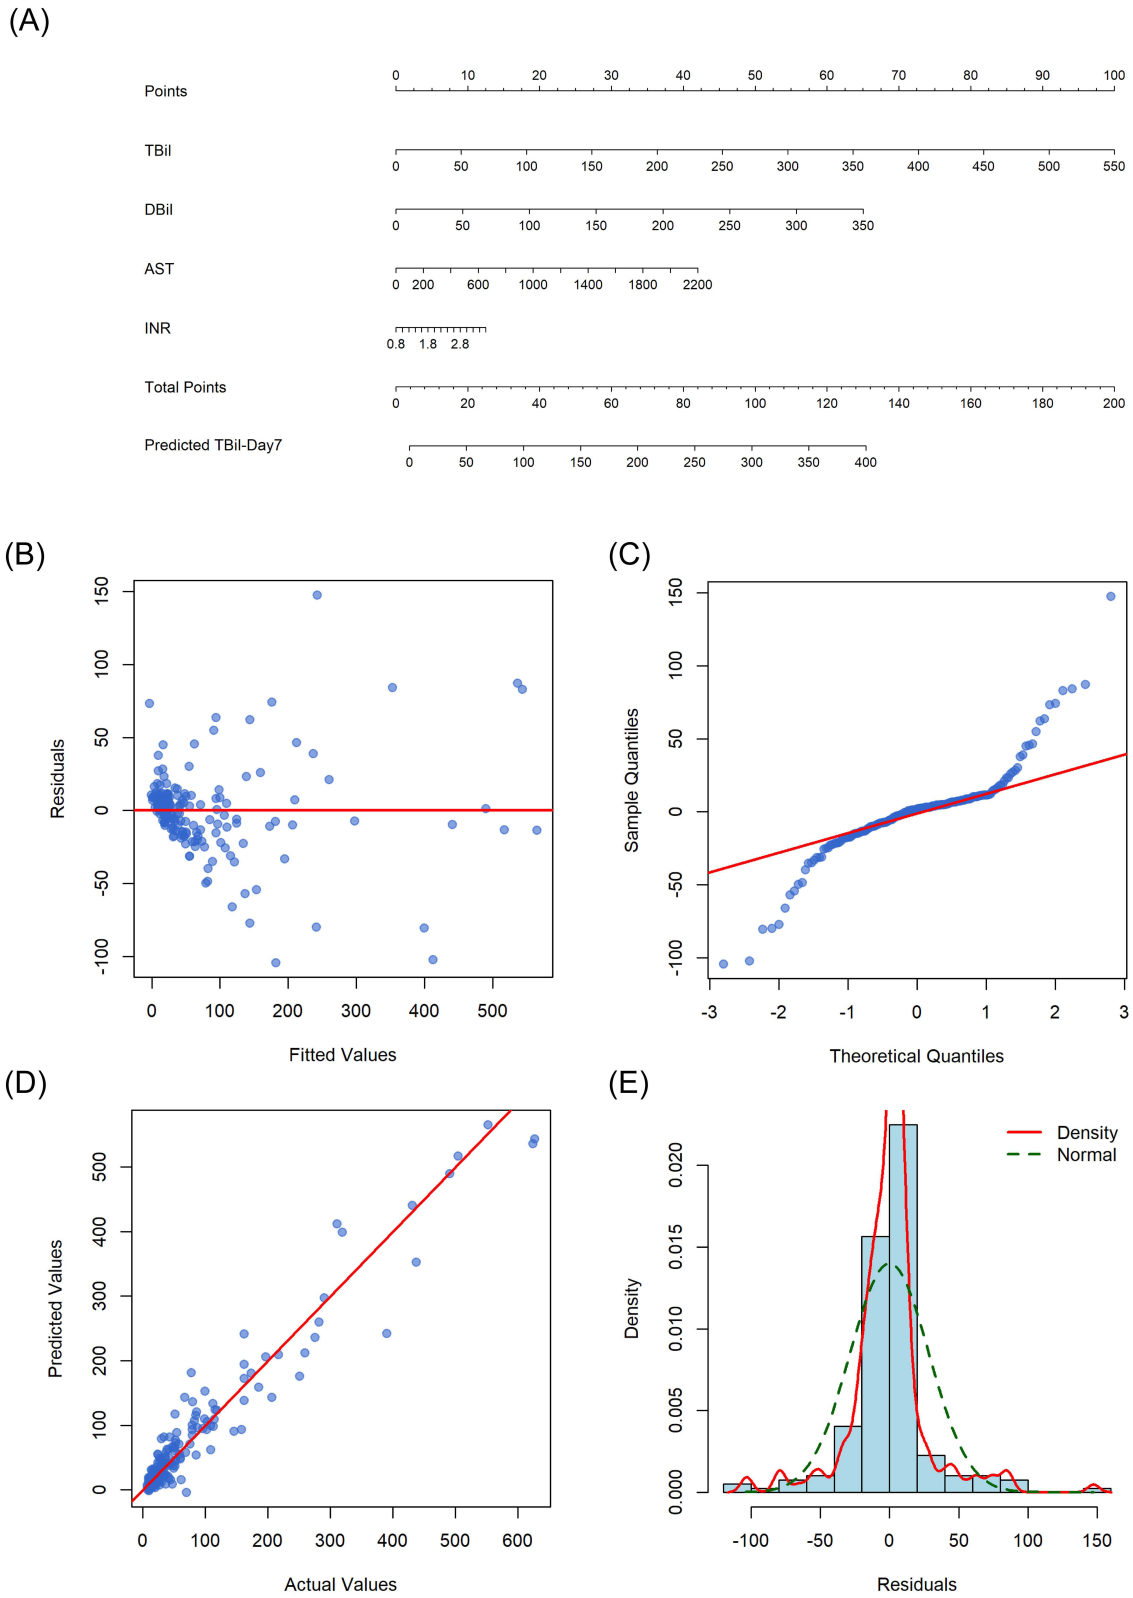 (A)
0 10 20 30 40 50 60 70 80 90 100
Points
TBil
0 50 100 150 200 250 300 350 400 450 500 550
DBil
0 50 100 150 200 250 300 350
AST
0 200 600 1000 1400 1800 2200
INR
0.8 1.8 2.8
Total Points
0 20 40 60 80 100 120 140 160 180 200
Predicted TBil-Day7
0 50 100 150 200 250 300 350 400
(B)
150
100
50
0
-50
-100
Residuals
0 100 200 300 400 500
Fitted Values
(C)
150
100
50
0
-50
-100
Sample Quantiles
-3 -2 -1 0 1 2 3
Theoretical Quantiles
(D)
500
400
300
200
100
0
Predicted Values
0 100 200 300 400 500 600
Actual Values
(E)
Density
Normal
0.020
0.015
0.010
0.005
0.000
Density
-100 -50 0 50 100 150
Residuals